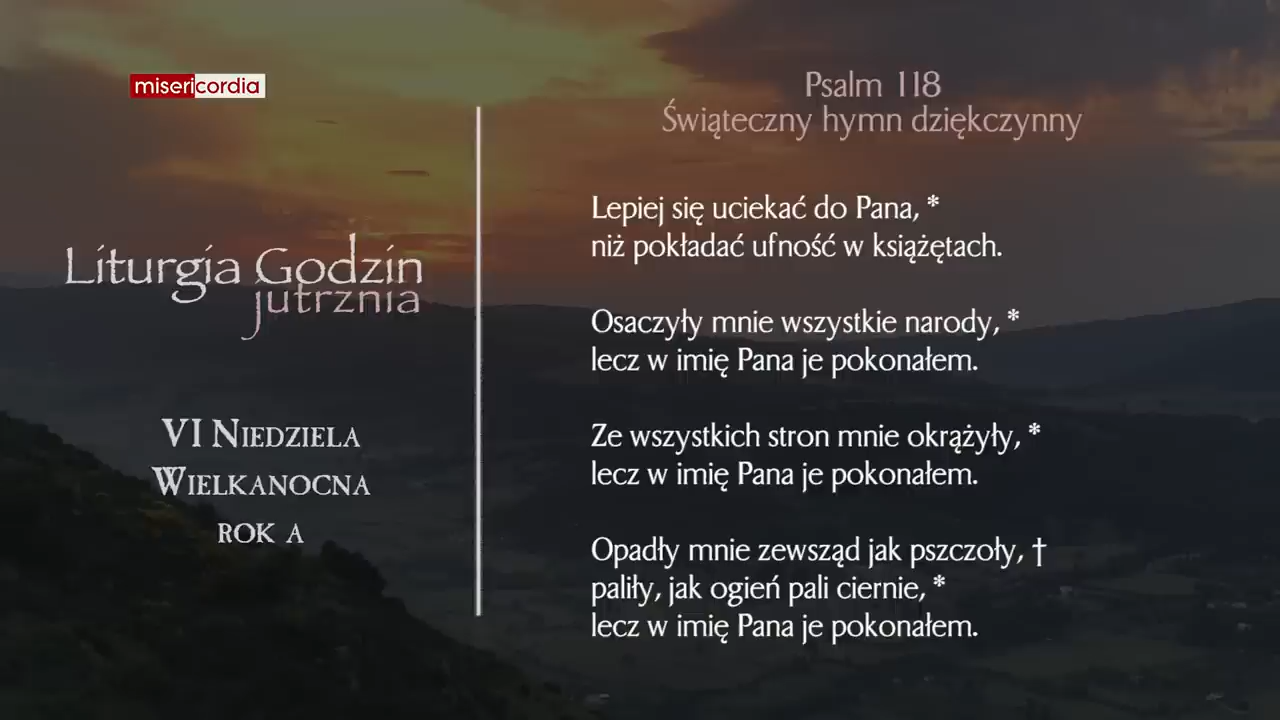 misericordia
Liturgia Godzin
jutrznia
VI Niedziela
Wielkanocna
rok A
Psalm 118
Świąteczny hymn dziękczynny
Lepiej się uciekać do Pana, *
niż pokładać ufność w książętach.
Osaczyły mnie wszystkie narody, *
lecz w imię Pana je pokonałem.
Ze wszystkich stron mnie okrążyły, *
lecz w imię Pana je pokonałem.
Opadły mnie zewsząd jak pszczoły, †
paliły, jak ogień pali ciernie, *
lecz w imię Pana je pokonałem.